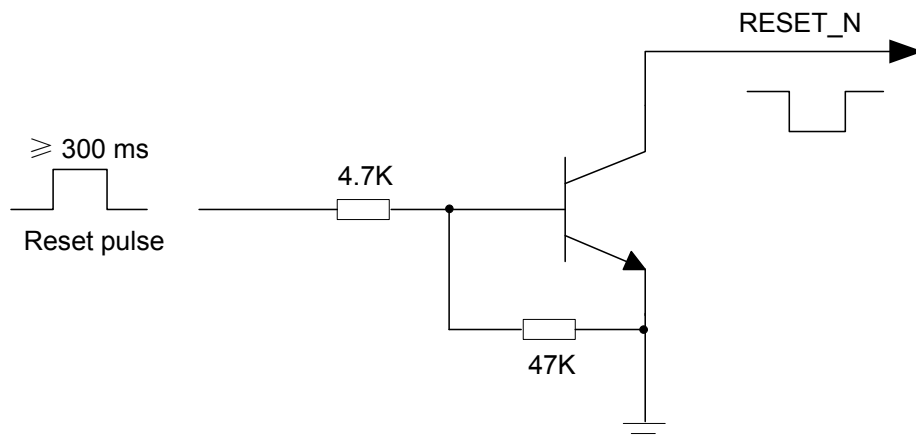 RESET_N
≥ 300 ms
4.7K
Reset pulse
47K